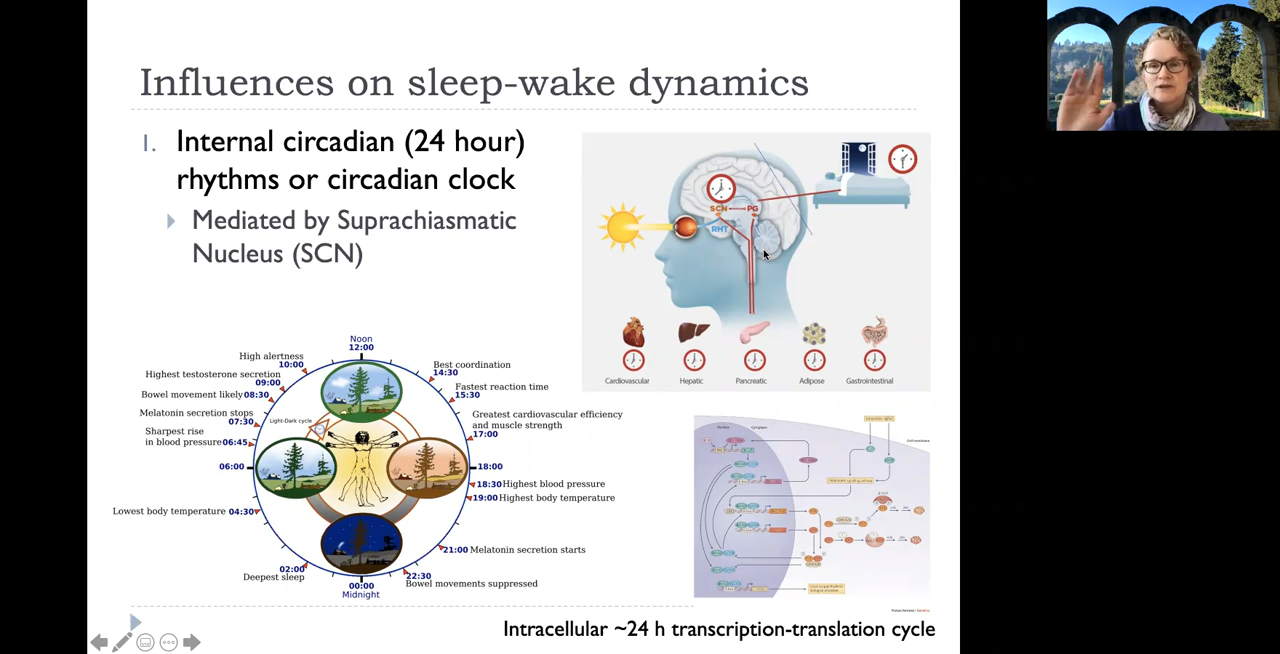 Influences on sleep-wake dynamics
I. Internal circadian (24 hour)
rhythms or circadian clock
Mediated by Suprachiasmatic
Nucleus (SCN)
SCN
PG
RHT
Cardiovascular
Hepatic
Pancreatic
Adipose
Gastrointestinal
Noon
12:00
High alertness
10:00
Highest testosterone secretion
09:00
Bowel movement likely 08:30
Melatonin secretion stops
07:30
Sharpest rise
in blood pressure 06:45
06:00
Lowest body temperature 04:30
02:00
Deepest sleep
00:00
Midnight
Light-Dark cycle
Best coordination
14:30
Fastest reaction time
15:30
Greatest cardiovascular efficiency
and muscle strength
17:00
18:00
18:30 Highest blood pressure
19:00 Highest body temperature
21:00 Melatonin secretion starts
22:30
Bowel movements suppressed
Intracellular ~24 h transcription-translation cycle